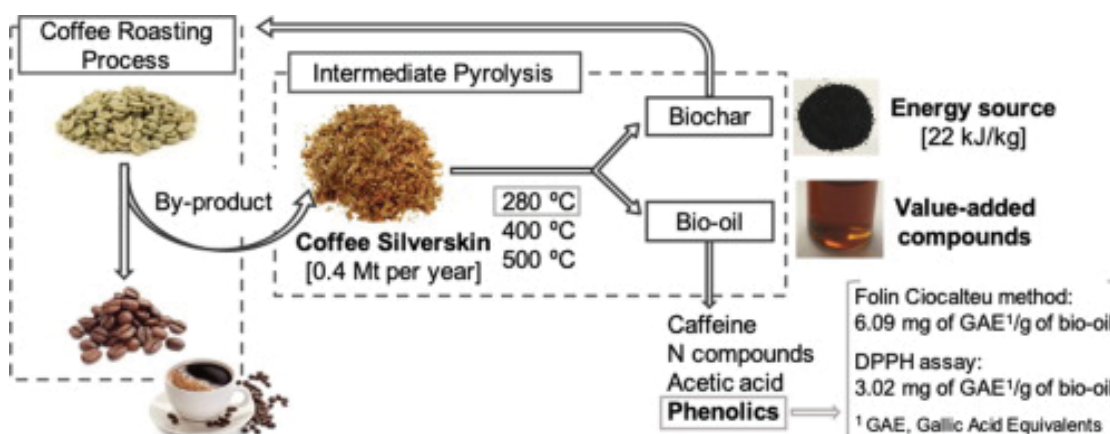 Coffee Roasting
Process
By-product
Intermediate Pyrolysis
Coffee Silverskin
[0.4 Mt per year]
280 ºC
400 ºC
500 ºC
Biochar
Bio-oil
Energy source
[22 kJ/kg]
Value-added
compounds
Caffeine
N compounds
Acetic acid
Phenolics
Folin Ciocalteu method:
6.09 mg of GAE¹/g of bio-oil
DPPH assay:
3.02 mg of GAE¹/g of bio-oil
¹ GAE, Gallic Acid Equivalents